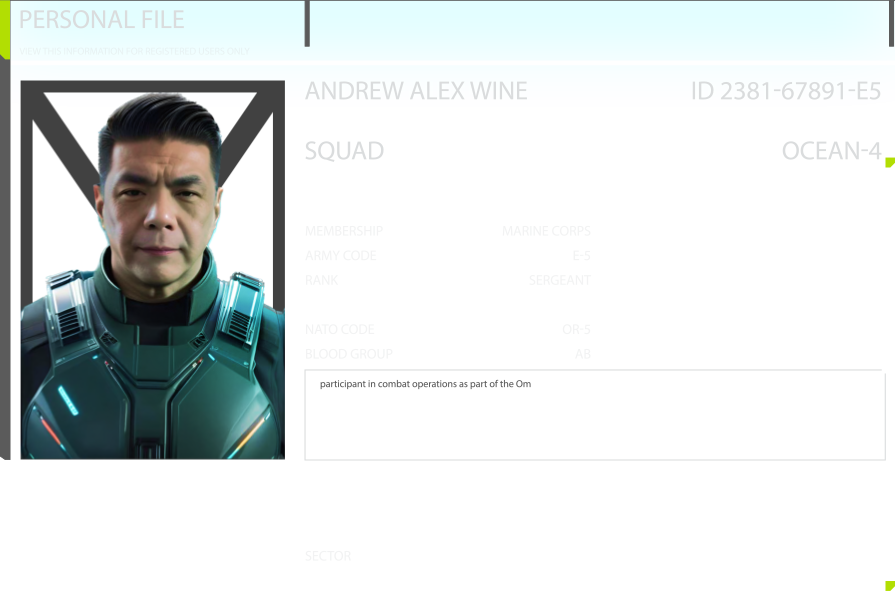 PERSONAL FILE
VIEW THIS INFORMATION FOR REGISTERED USERS ONLY
ANDREW ALEX WINE ID 2381-67891-E5
SQUAD OCEAN-4
MEMBERSHIP MARINE CORPS
ARMY CODE E-5
RANK SERGEANT
NATO CODE OR-5
BLOOD GROUP AB
participant in combat operations as part of the Om
SECTOR